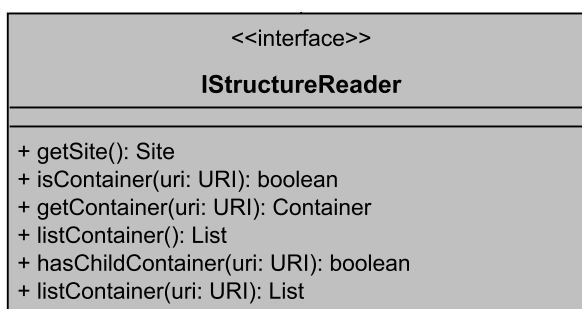 <<interface>>
IStructureReader
+ getSite(): Site
+ isContainer(uri: URI): boolean
+ getContainer(uri: URI): Container
+ listContainer(): List
+ hasChildContainer(uri: URI): boolean
+ listContainer(uri: URI): List